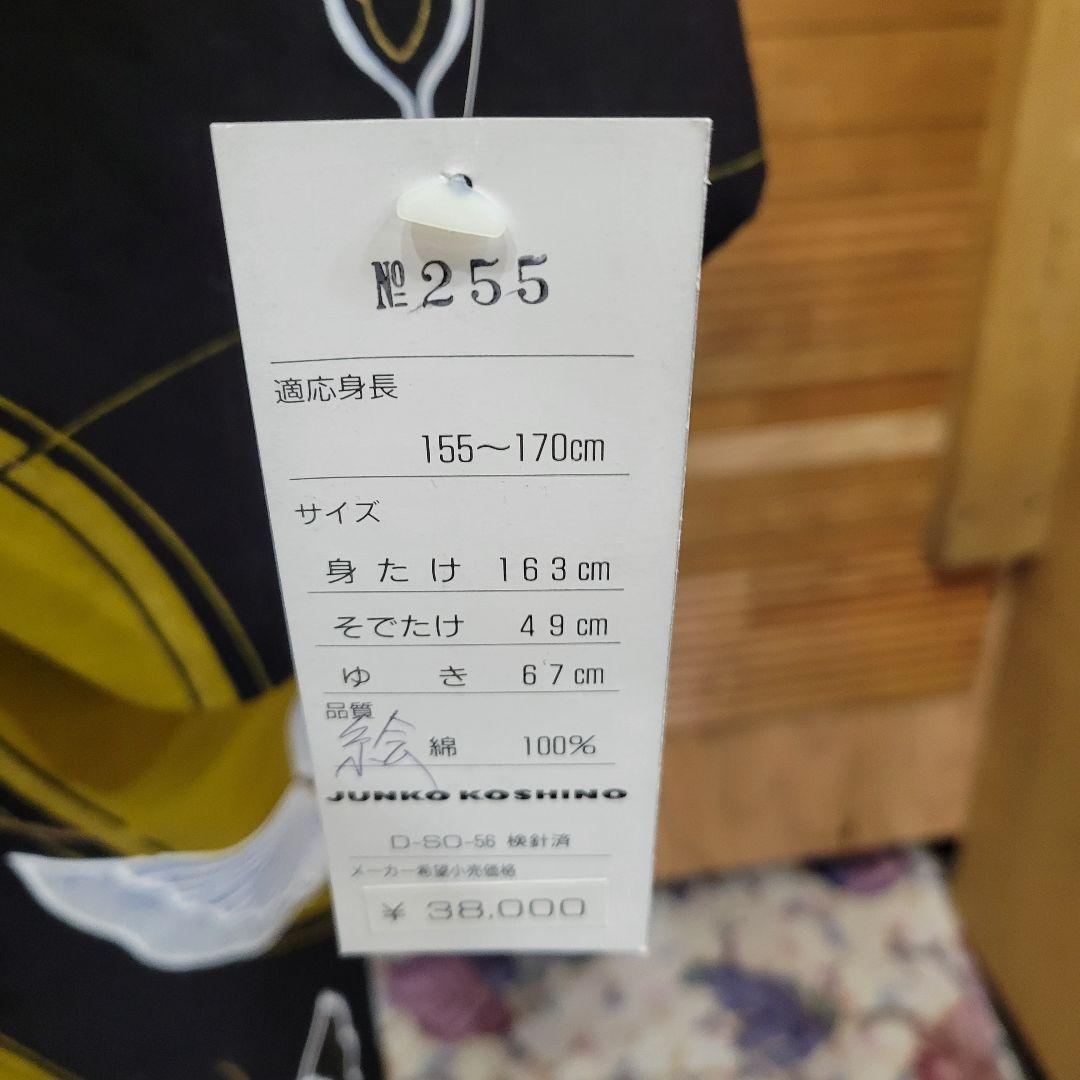 №255
適応身長
155～170cm
サイズ
身たけ 163cm
そでたけ 49cm
ゆき 67cm
品質
絵 綿 100%
JUNKO KOSHINO
D-SO-56 検針済
メーカー希望小売価格
¥ 38,000